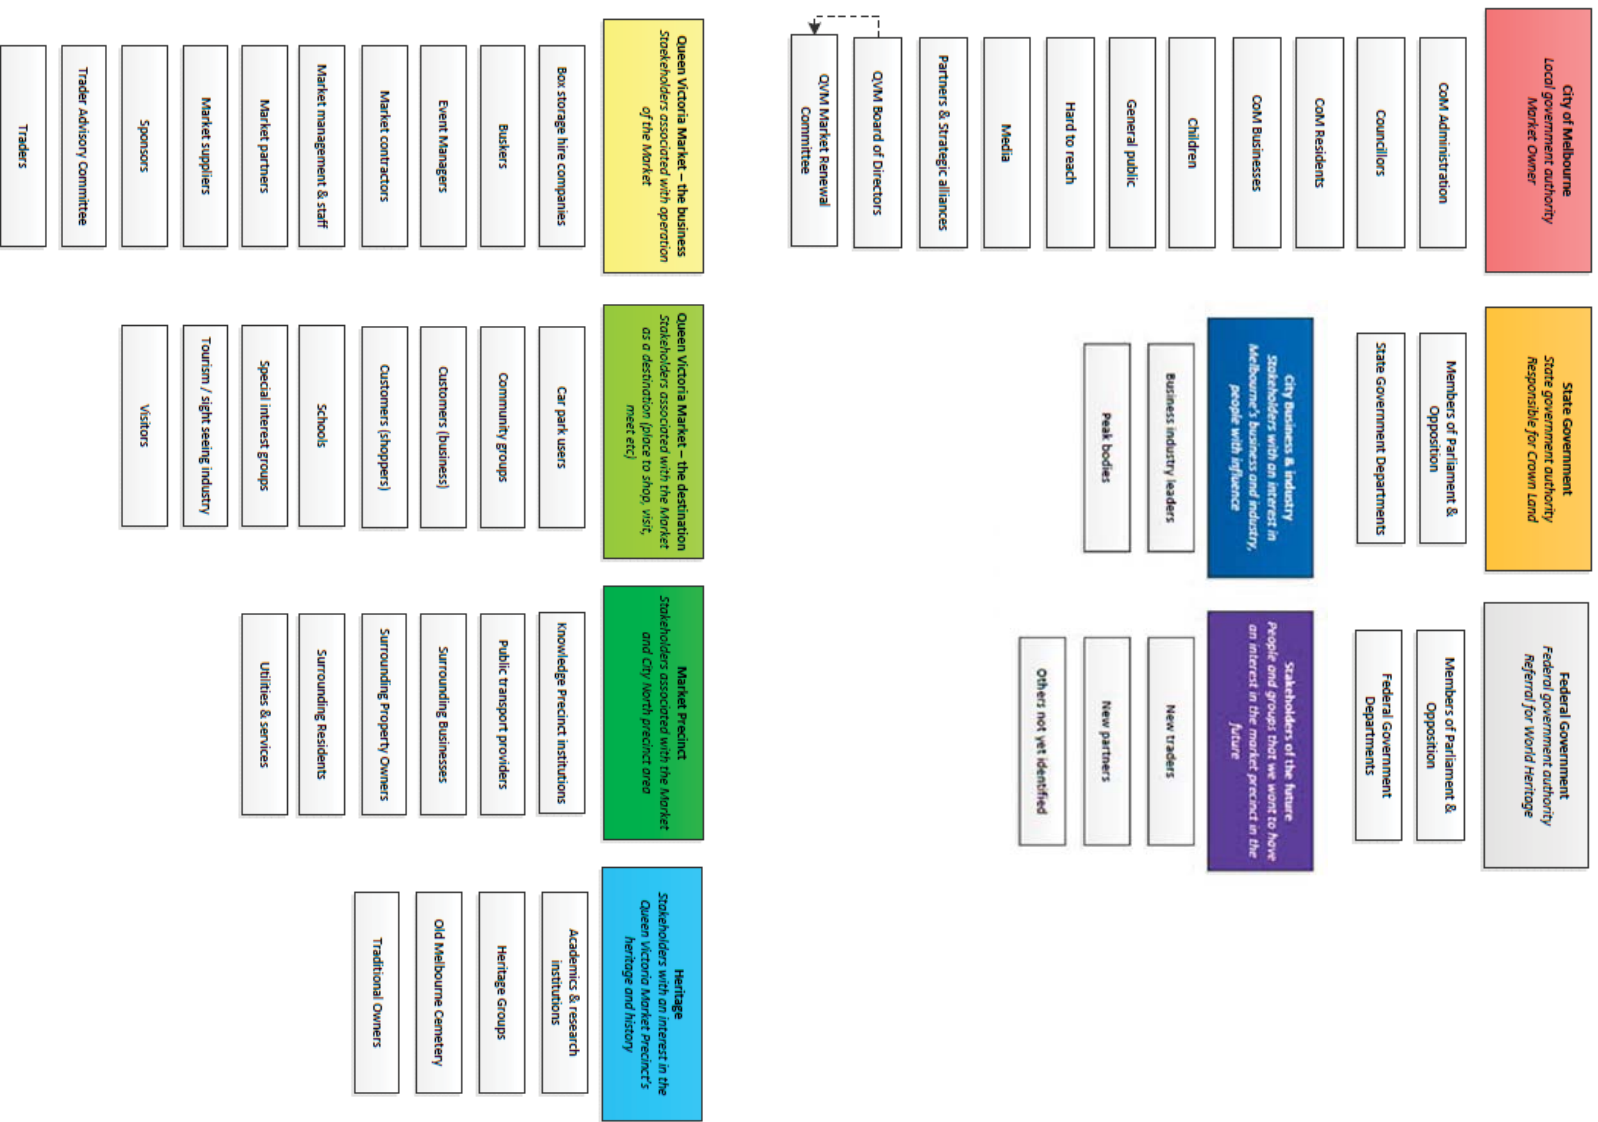 City of Melbourne
Local government authority
Market Owner
CoM Administration
Councillors
CoM Residents
CoM Businesses
Children
General public
Hard to reach
Media
Partners & Strategic alliances
QVM Board of Directors
QVM Market Renewal
Committee
State Government
State government authority
Responsible for Crown Land
Members of Parliament &
Opposition
State Government Departments
Federal Government
Federal government authority
Referral for World Heritage
Members of Parliament &
Opposition
Federal Government
Departments
City Business & industry
Stakeholders with an interest in
Melbourne's business and industry,
people with influence
Business industry leaders
Peak bodies
Stakeholders of the future
People and groups that we want to have
an interest in the market precinct in the
future
New traders
New partners
Others not yet identified
Queen Victoria Market – the business
Staekeholders associated with operation
of the Market
Box storage hire companies
Buskers
Event Managers
Market contractors
Market management & staff
Market partners
Market suppliers
Sponsors
Trader Advisory Committee
Traders
Queen Victoria Market – the destination
Stakeholders associated with the Market
as a destination (place to shop, visit,
meet etc)
Car park users
Community groups
Customers (business)
Customers (shoppers)
Schools
Special interest groups
Tourism / sight seeing industry
Visitors
Market Precinct
Stakeholders associated with the Market
and City North precinct area
Knowledge Precinct institutions
Public transport providers
Surrounding Businesses
Surrounding Property Owners
Surrounding Residents
Utilities & services
Heritage
Stakeholders with an interest in the
Queen Victoria Market Precinct's
heritage and history
Academics & research
institutions
Heritage Groups
Old Melbourne Cemetery
Traditional Owners